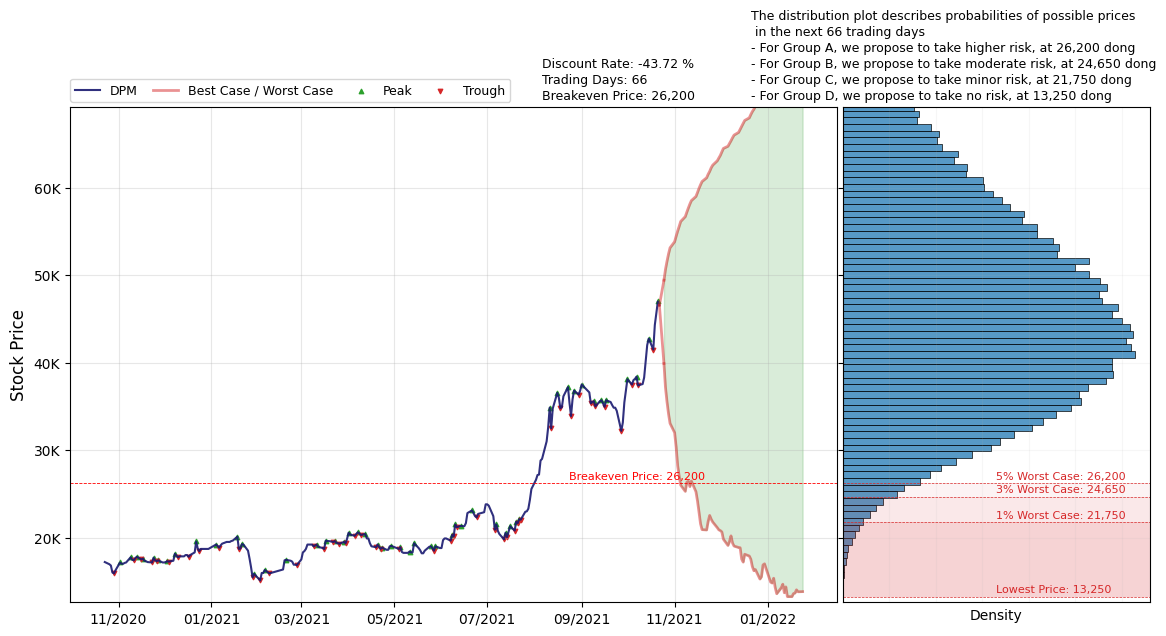 The distribution plot describes probabilities of possible prices
in the next 66 trading days
- For Group A, we propose to take higher risk, at 26,200 dong
- For Group B, we propose to take moderate risk, at 24,650 dong
- For Group C, we propose to take minor risk, at 21,750 dong
- For Group D, we propose to take no risk, at 13,250 dong
Discount Rate: -43.72 %
Trading Days: 66
Breakeven Price: 26,200
DPM Best Case / Worst Case Peak Trough
Stock Price
60K
50K
40K
30K
20K
Breakeven Price: 26,200
5% Worst Case: 26,200
3% Worst Case: 24,650
1% Worst Case: 21,750
Lowest Price: 13,250
11/2020 01/2021 03/2021 05/2021 07/2021 09/2021 11/2021 01/2022
Density